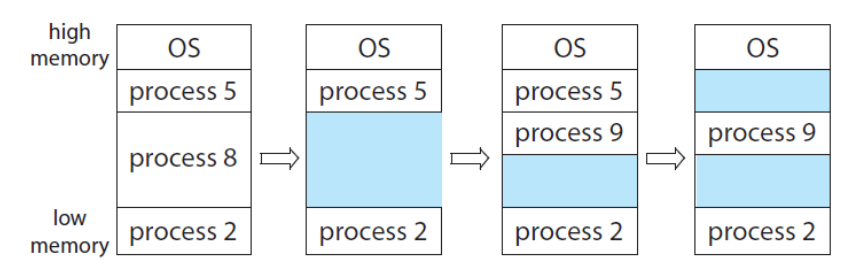 high
memory
OS
process 5
process 8
low
memory
process 2
OS
process 5
process 2
OS
process 5
process 9
process 2
OS
process 9
process 2